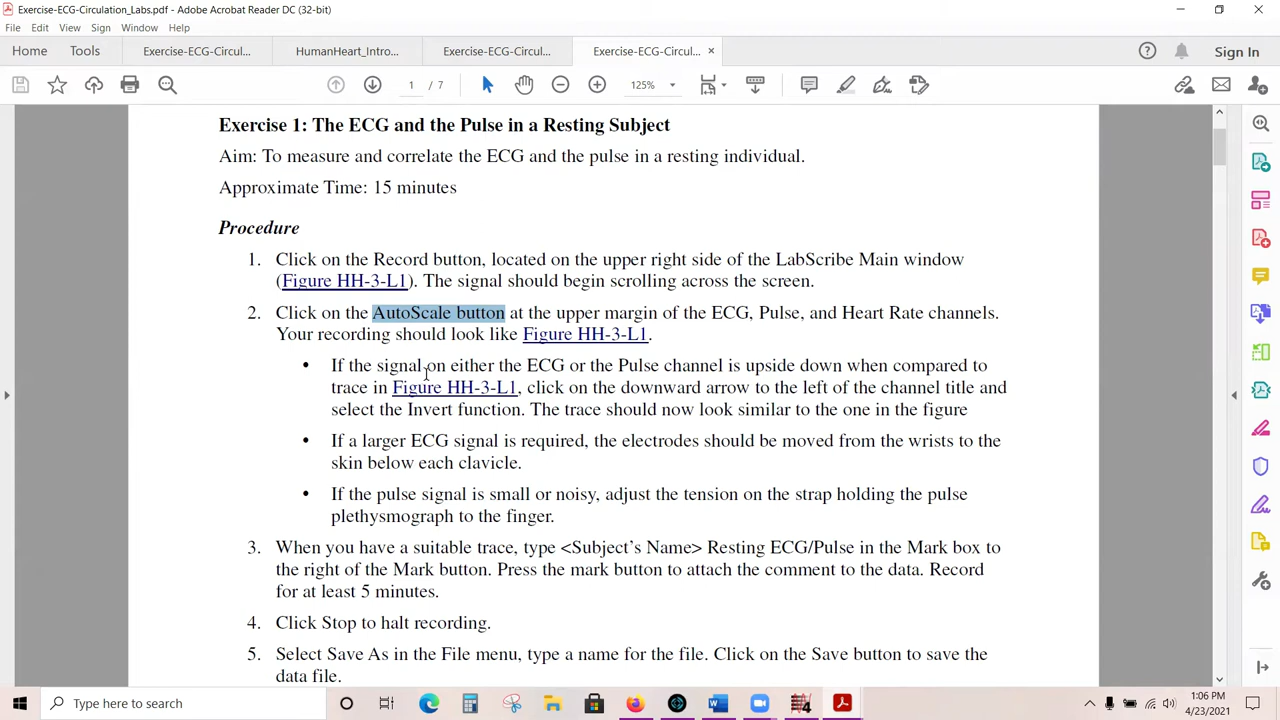 Exercise-ECG-Circulation_Labs.pdf - Adobe Acrobat Reader DC (32-bit)
File Edit View Sign Window Help
Home Tools Exercise-ECG-Circul... HumanHeart_Intro... Exercise-ECG-Circul... Exercise-ECG-Circul... Sign In
1 / 7 125%
Exercise 1: The ECG and the Pulse in a Resting Subject
Aim: To measure and correlate the ECG and the pulse in a resting individual.
Approximate Time: 15 minutes
Procedure
1. Click on the Record button, located on the upper right side of the LabScribe Main window
(Figure HH-3-L1). The signal should begin scrolling across the screen.
2. Click on the AutoScale button at the upper margin of the ECG, Pulse, and Heart Rate channels.
Your recording should look like Figure HH-3-L1.
• If the signal on either the ECG or the Pulse channel is upside down when compared to
trace in Figure HH-3-L1, click on the downward arrow to the left of the channel title and
select the Invert function. The trace should now look similar to the one in the figure
• If a larger ECG signal is required, the electrodes should be moved from the wrists to the
skin below each clavicle.
• If the pulse signal is small or noisy, adjust the tension on the strap holding the pulse
plethysmograph to the finger.
3. When you have a suitable trace, type <Subject's Name> Resting ECG/Pulse in the Mark box to
the right of the Mark button. Press the mark button to attach the comment to the data. Record
for at least 5 minutes.
4. Click Stop to halt recording.
5. Select Save As in the File menu, type a name for the file. Click on the Save button to save the
data file.
Type here to search
1:06 PM
4/23/2021